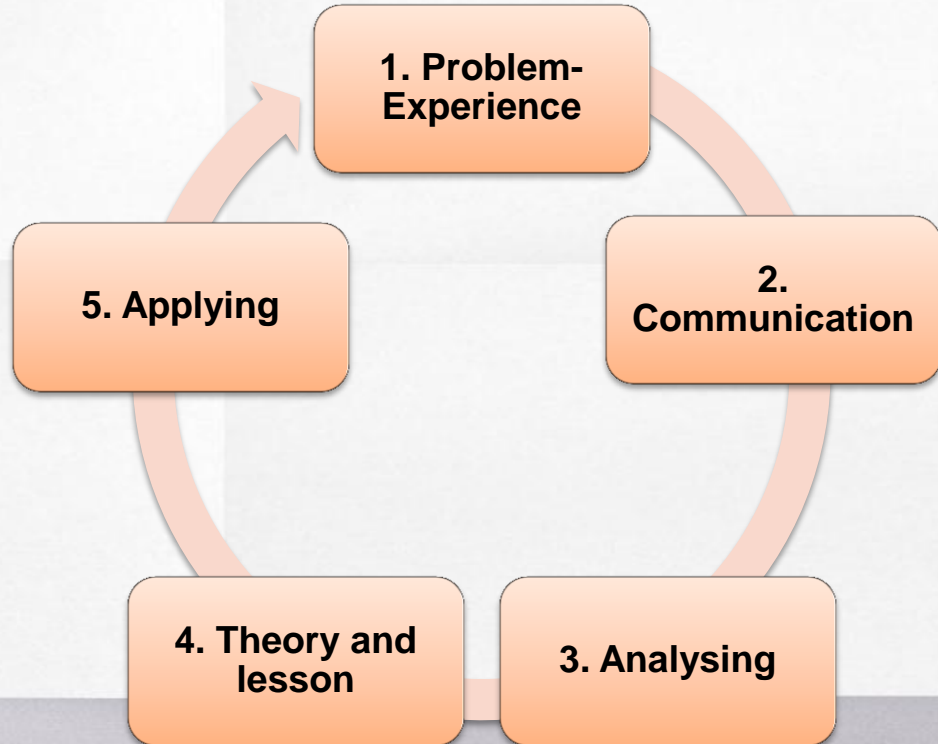 1. Problem-
Experience
2.
Communication
3. Analysing
4. Theory and
lesson
5. Applying